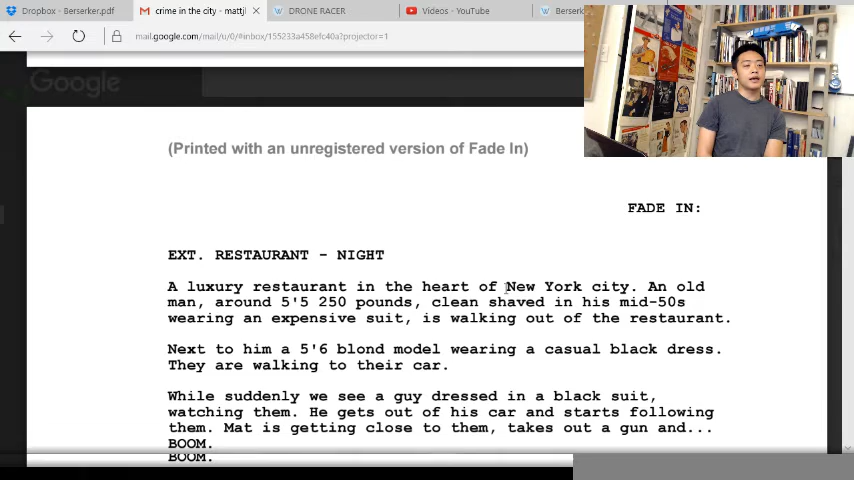 Dropbox - Berserker.pdf
crime in the city - mattjl
DRONE RACER
Videos - YouTube
Berserk
mail.google.com/mail/u/0/#inbox/155233a458efc40a?projector=1
Google
(Printed with an unregistered version of Fade In)
FADE IN:
EXT. RESTAURANT - NIGHT
A luxury restaurant in the heart of New York city. An old
man, around 5'5 250 pounds, clean shaved in his mid-50s
wearing an expensive suit, is walking out of the restaurant.
Next to him a 5'6 blond model wearing a casual black dress.
They are walking to their car.
While suddenly we see a guy dressed in a black suit,
watching them. He gets out of his car and starts following
them. Mat is getting close to them, takes out a gun and...
BOOM.
BOOM.